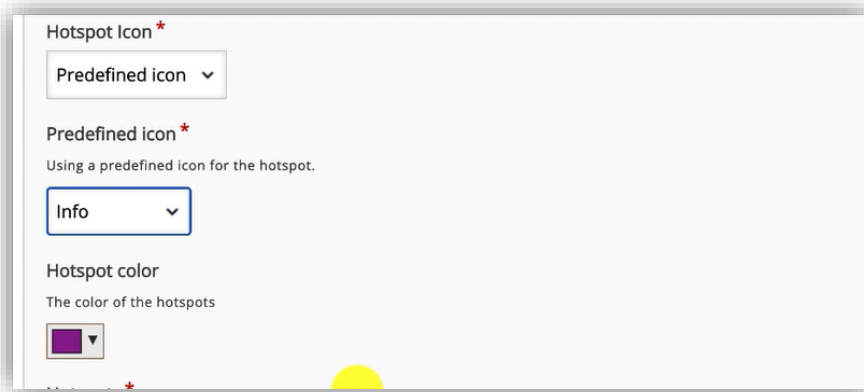 Hotspot Icon *
Predefined icon
Predefined icon *
Using a predefined icon for the hotspot.
Info
Hotspot color
The color of the hotspots